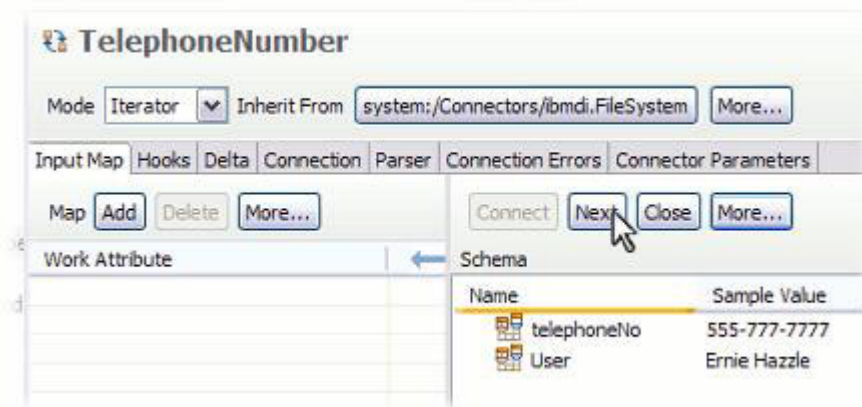 TelephoneNumber
Mode Iterator Inherit From system:/Connectors/ibmdi.FileSystem More...
Input Map Hooks Delta Connection Parser Connection Errors Connector Parameters
Map Add Delete More... Connect Next Close More...
Work Attribute Schema
Name Sample Value
telephoneNo 555-777-7777
User Ernie Hazzle